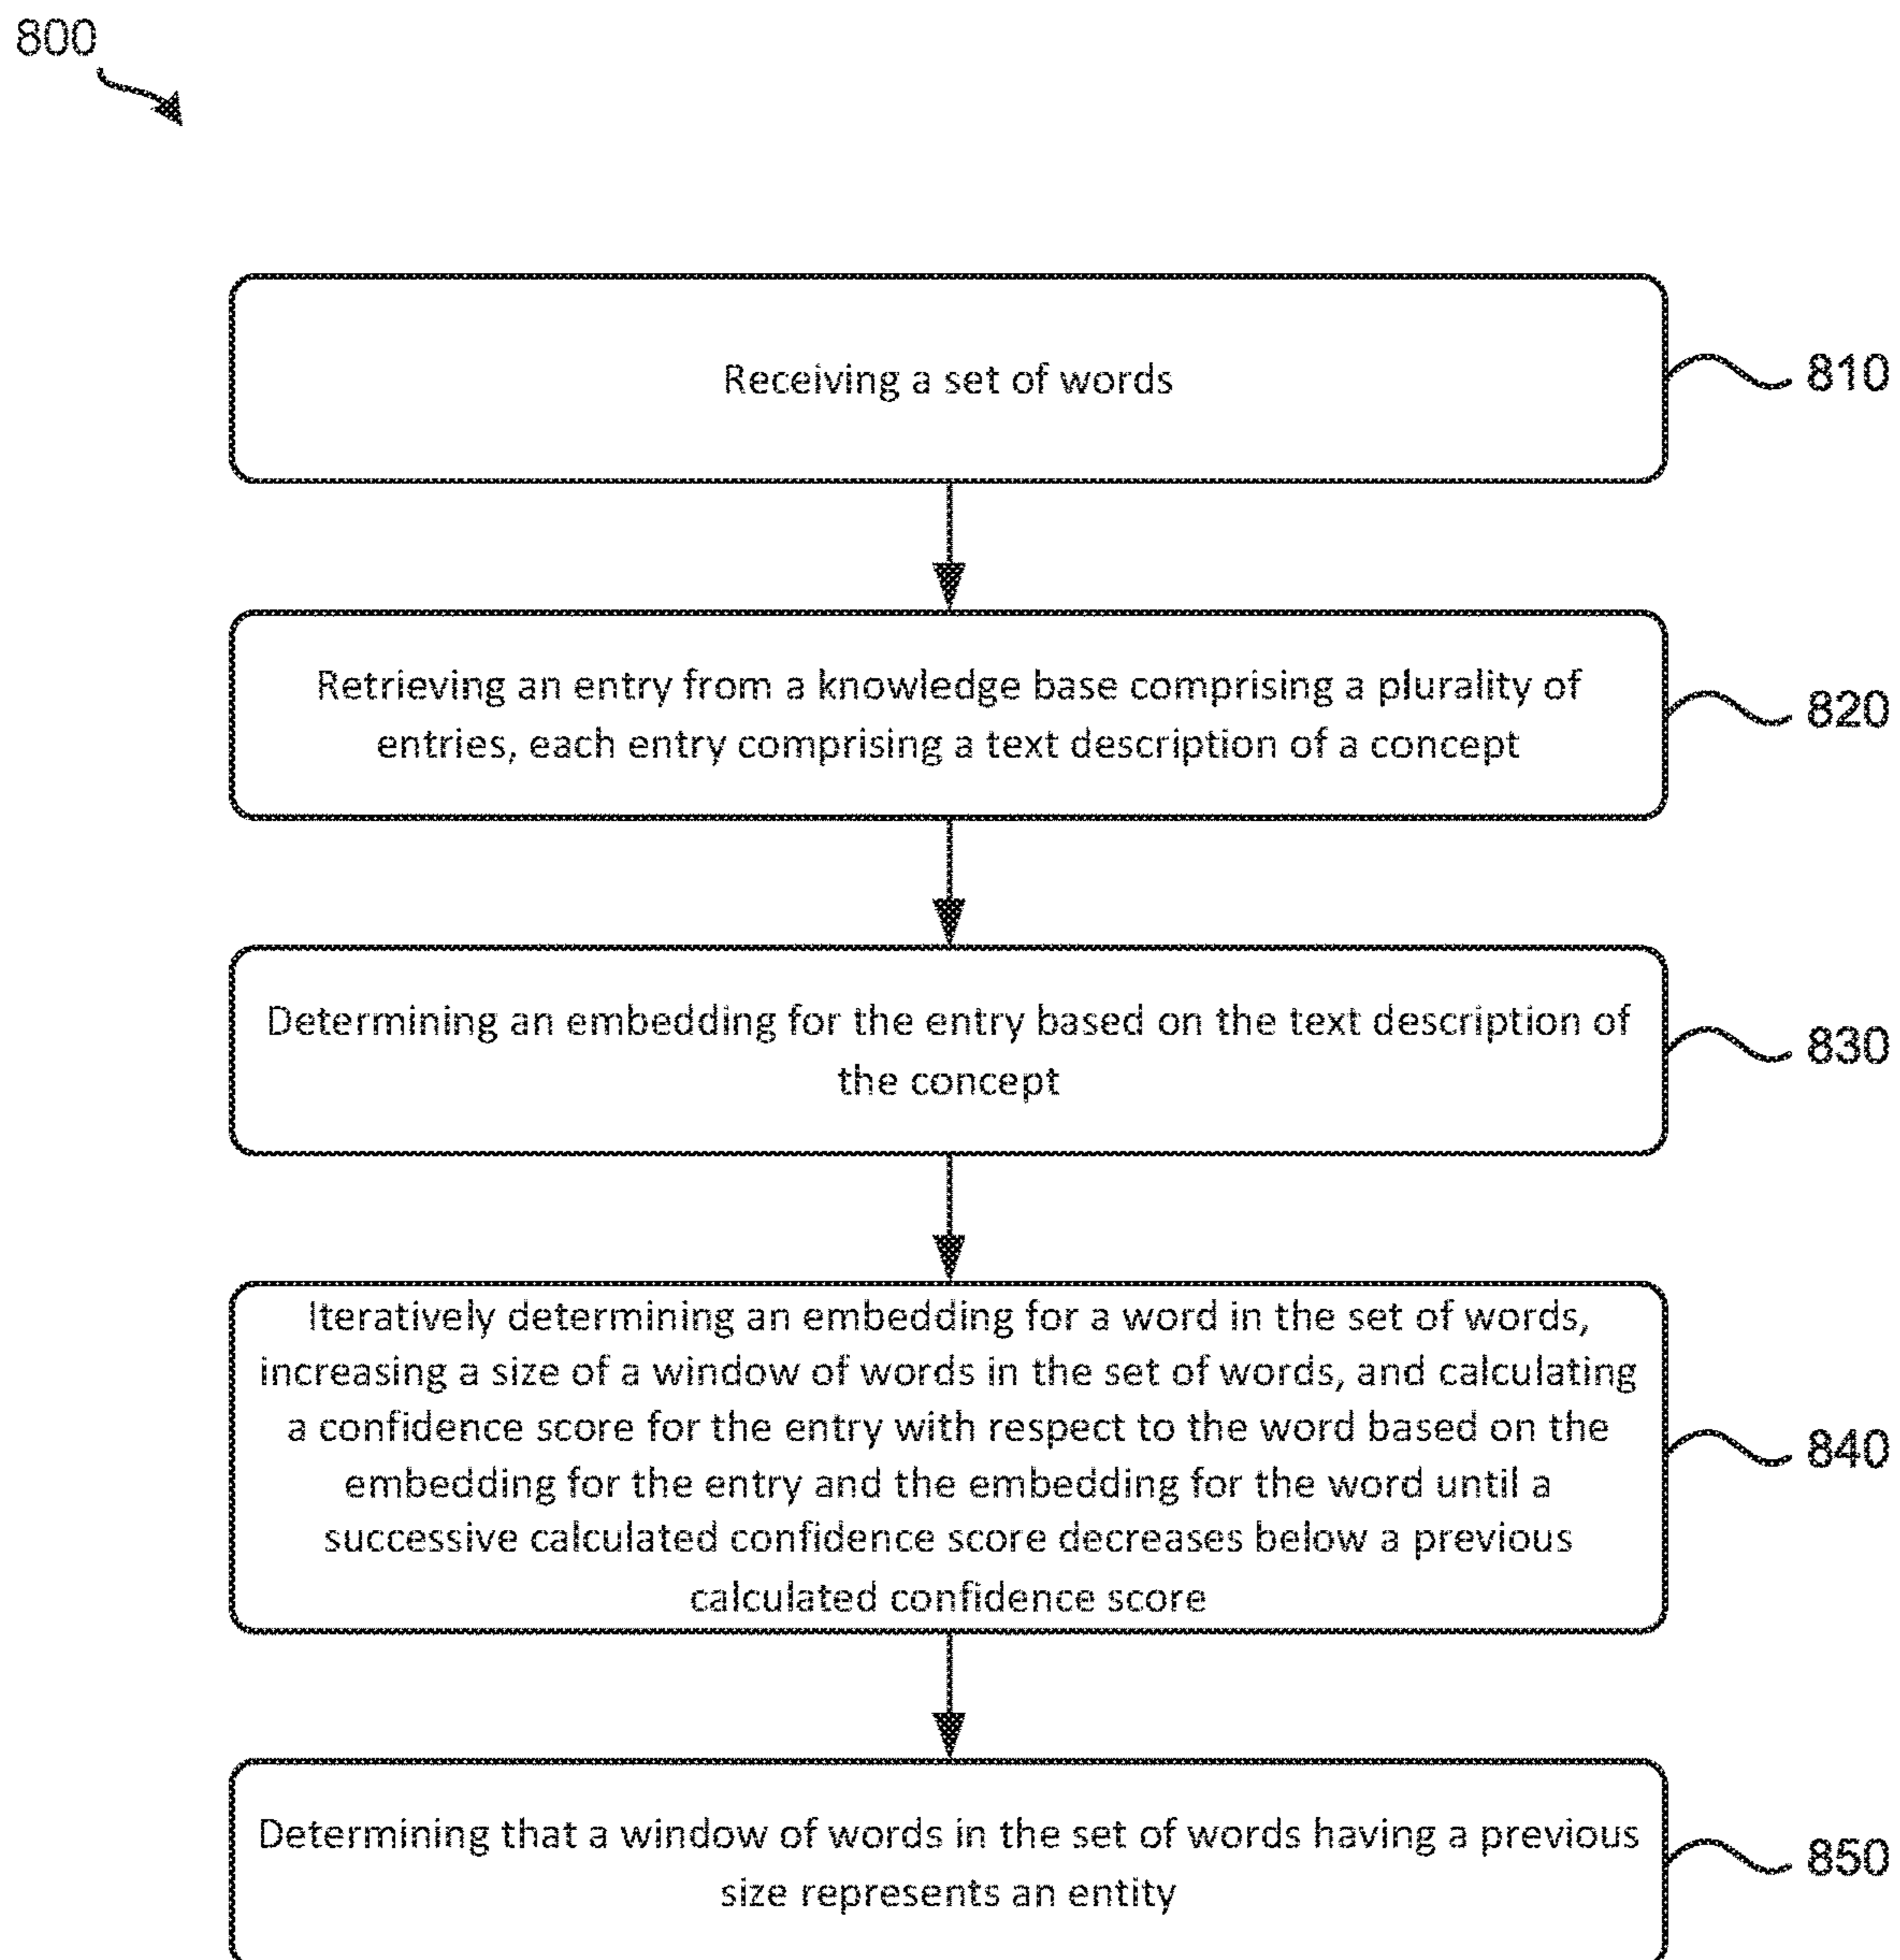 800
Receiving a set of words
810
Retrieving an entry from a knowledge base comprising a plurality of
entries, each entry comprising a text description of a concept
820
Determining an embedding for the entry based on the text description of
the concept
830
Iteratively determining an embedding for a word in the set of words,
increasing a size of a window of words in the set of words, and calculating
a confidence score for the entry with respect to the word based on the
embedding for the entry and the embedding for the word until a
successive calculated confidence score decreases below a previous
calculated confidence score
840
Determining that a window of words in the set of words having a previous
size represents an entity
850